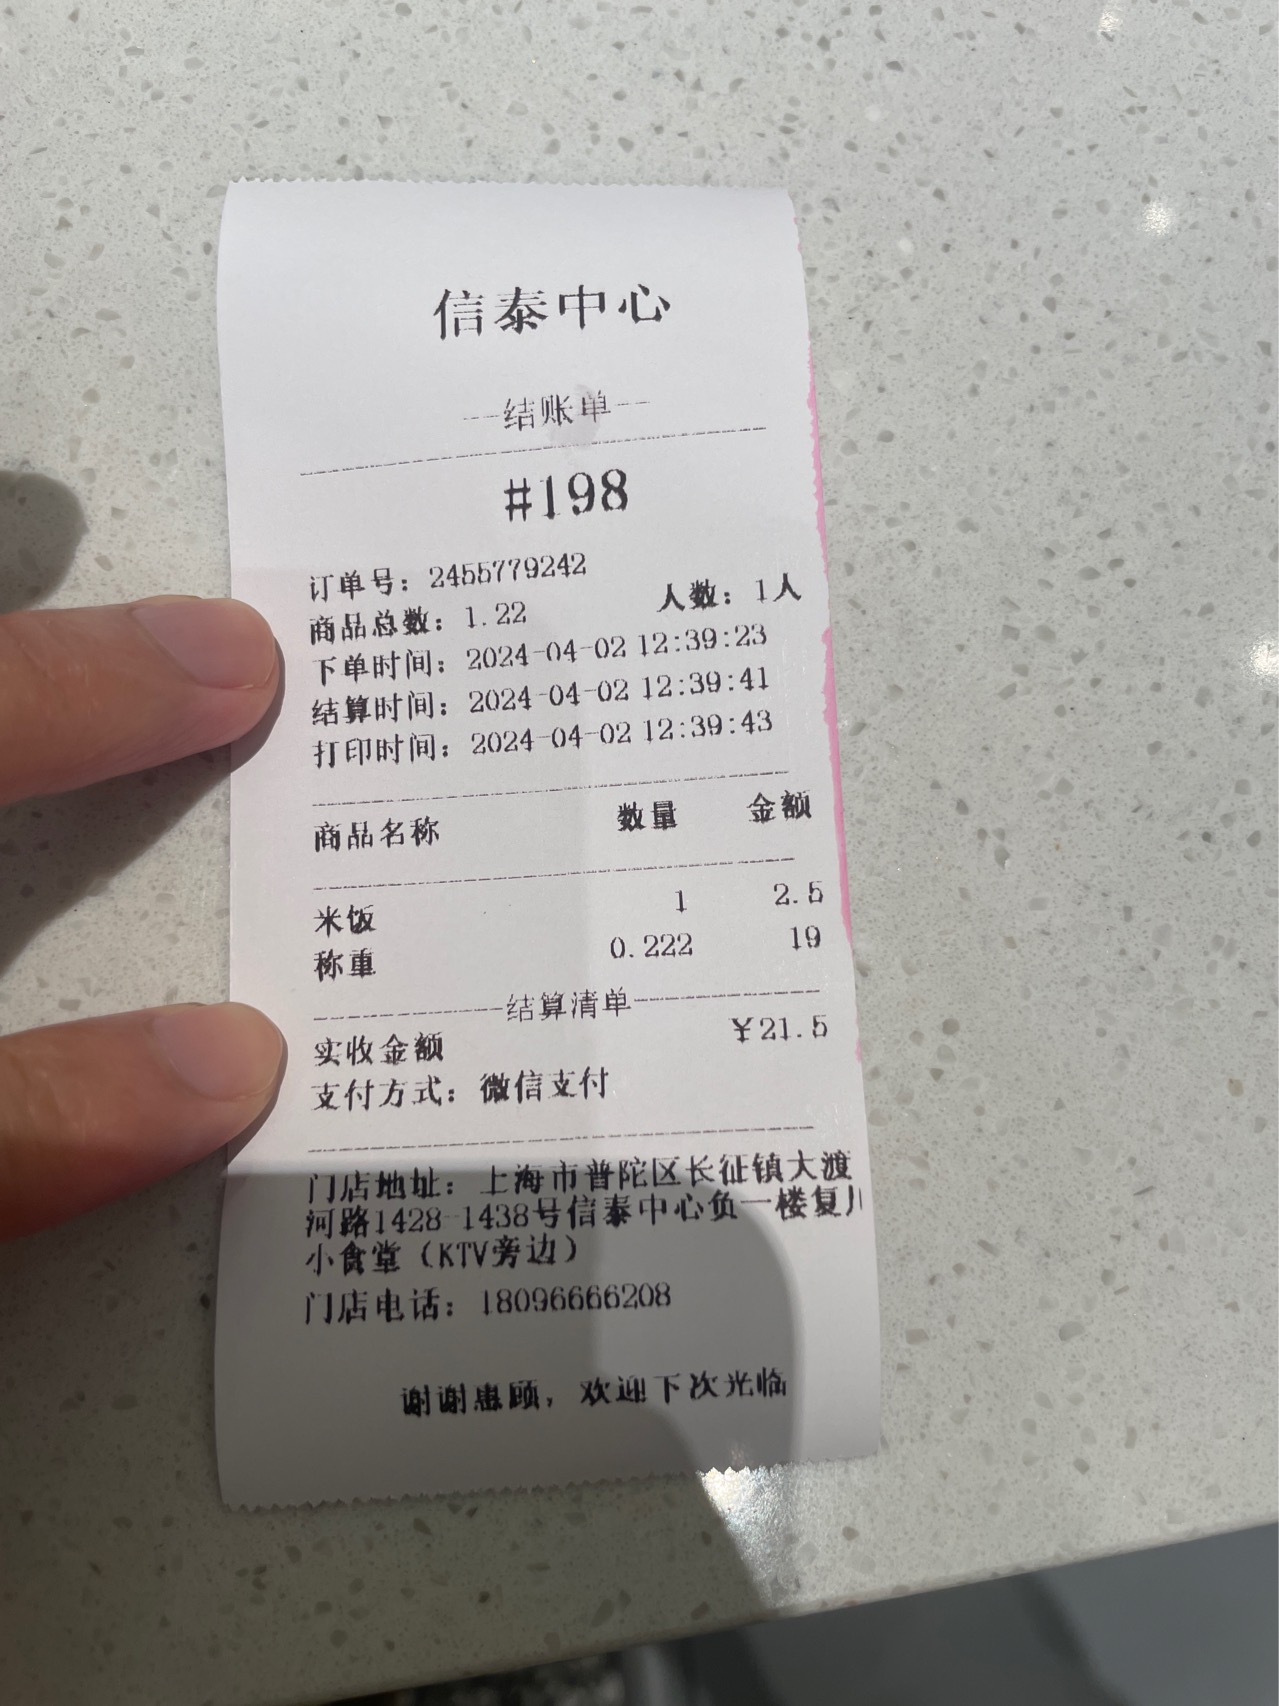 信泰中心
--结账单--
#198
订单号：2455779242
商品总数：1.22 人数：1人
下单时间：2024-04-02 12:39:23
结算时间：2024-04-02 12:39:41
打印时间：2024-04-02 12:39:43
商品名称 数量 金额
米饭 1 2.5
称重 0.222 19
结算清单
实收金额 ¥21.5
支付方式：微信支付
门店地址：上海市普陀区长征镇大渡
河路1428-1438号信泰中心负一楼复
小食堂（KTV旁边）
门店电话：18096666208
谢谢惠顾，欢迎下次光临